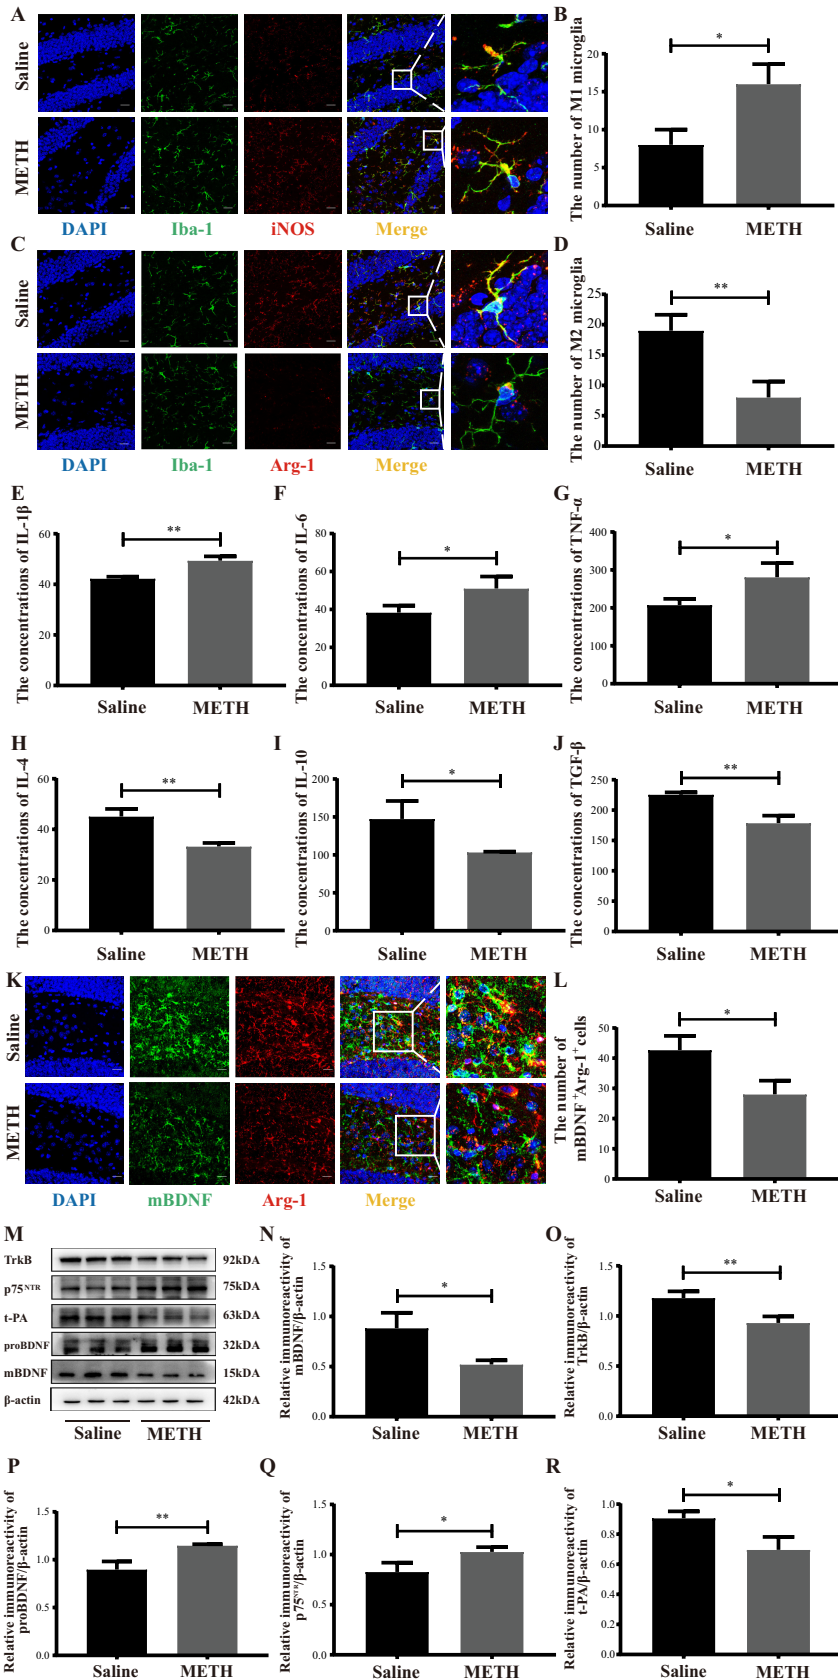 A
Saline
METH
DAPI Iba-1 iNOS Merge
B
The number of M1 microglia
20
15
10
5
0
*
Saline METH
C
Saline
METH
DAPI Iba-1 Arg-1 Merge
D
The number of M2 microglia
25
20
15
10
5
0
**
Saline METH
E
The concentrations of IL-1β
60
40
20
0
**
Saline METH
F
The concentrations of IL-6
80
60
40
20
0
*
Saline METH
G
The concentrations of TNF-α
400
300
200
100
0
*
Saline METH
H
The concentrations of IL-4
60
40
20
0
**
Saline METH
I
The concentrations of IL-10
200
150
100
50
0
*
Saline METH
J
The concentrations of TGF-β
250
200
150
100
50
0
**
Saline METH
K
Saline
METH
DAPI mBDNF Arg-1 Merge
L
The number of
mBDNF⁺Arg-1⁺cells
50
40
30
20
10
0
*
Saline METH
M
TrkB 92kDA
p75ᴺᵀᴿ 75kDA
t-PA 63kDA
proBDNF 32kDA
mBDNF 15kDA
β-actin 42kDA
Saline METH
N
Relative immunoreactivity of
mBDNF/β-actin
1.5
1.0
0.5
0.0
*
Saline METH
O
Relative immunoreactivity of
TrkB/β-actin
1.5
1.0
0.5
0.0
**
Saline METH
P
Relative immunoreactivity of
proBDNF/β-actin
1.5
1.0
0.5
0.0
**
Saline METH
Q
Relative immunoreactivity of
p75ᴺᵀᴿ/β-actin
1.5
1.0
0.5
0.0
*
Saline METH
R
Relative immunoreactivity of
t-PA/β-actin
1.0
0.8
0.6
0.4
0.2
0.0
*
Saline METH